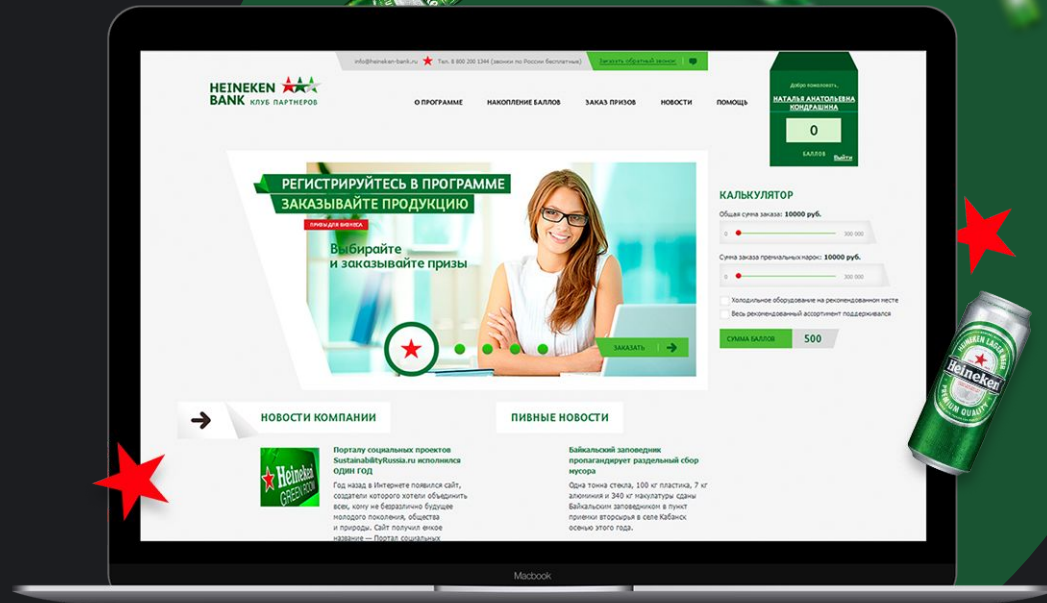 info@heineken-bank.ru ★ Тел. 8 800 200 1344 (звонки по России бесплатные)
Заказать обратный звонок
HEINEKEN
BANK КЛУБ ПАРТНЕРОВ
О ПРОГРАММЕ НАКОПЛЕНИЕ БАЛЛОВ ЗАКАЗ ПРИЗОВ НОВОСТИ ПОМОЩЬ
Добро пожаловать,
НАТАЛЬЯ АНАТОЛЬЕВНА
КОНДРАШИНА
0
БАЛЛОВ Выйти
РЕГИСТРИРУЙТЕСЬ В ПРОГРАММЕ
ЗАКАЗЫВАЙТЕ ПРОДУКЦИЮ
ПРИЗЫ ДЛЯ БИЗНЕСА
Выбирайте
и заказывайте призы
ЗАКАЗАТЬ
КАЛЬКУЛЯТОР
Общая сумма заказа: 10000 руб.
0 300 000
Сумма заказа премиальных марок: 10000 руб.
0 300 000
Холодильное оборудование на рекомендованном месте
Весь рекомендованный ассортимент поддерживался
СУММА БАЛЛОВ 500
НОВОСТИ КОМПАНИИ
Heineken
GREEN ROOM
Порталу социальных проектов
SustainabilityRussia.ru исполнился
ОДИН ГОД
Год назад в Интернете появился сайт,
создатели которого хотели объединить
всех, кому не безразлично будущее
молодого поколения, общества
и природы. Сайт получил емкое
название — Портал социальных
ПИВНЫЕ НОВОСТИ
Байкальский заповедник
пропагандирует раздельный сбор
мусора
Одна тонна стекла, 100 кг пластика, 7 кг
алюминия и 340 кг макулатуры сданы
Байкальским заповедником в пункт
приемки вторсырья в селе Кабанск
осенью этого года.
HEINEKEN LAGER BEER
Heineken
PREMIUM QUALITY
Macbook